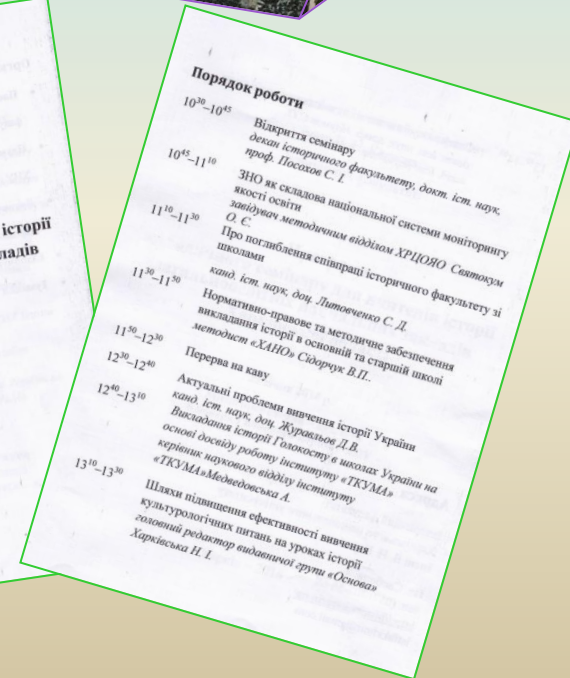 історії
ладів
Порядок роботи
10³⁰–10⁴⁵
Відкриття семінару
декан історичного факультету, докт. іст. наук,
проф. Посохов С. І.
10⁴⁵–11¹⁰
ЗНО як складова національної системи моніторингу
якості освіти
завідувач методичним відділом ХРЦОЯО Святокум
О. Є.
11¹⁰–11³⁰
Про поглиблення співпраці історичного факультету зі
школами
канд. іст. наук, доц. Литовченко С. Д.
11³⁰–11⁵⁰
Нормативно-правове та методичне забезпечення
викладання історії в основній та старшій школі
методист «ХАНО» Сідорчук В.П..
11⁵⁰–12³⁰
Перерва на каву
12³⁰–12⁴⁰
Актуальні проблеми вивчення історії України
канд. іст. наук, доц. Журавльов Д.В.
12⁴⁰–13¹⁰
Викладання історії Голокосту в школах України на
основі досвіду роботу інституту «ТКУМА»
керівник наукового відділу інституту
«ТКУМА»Медведовська А.
13¹⁰–13³⁰
Шляхи підвищення ефективності вивчення
культурологічних питань на уроках історії
головний редактор видавничої групи «Основа»
Харківська Н. І.